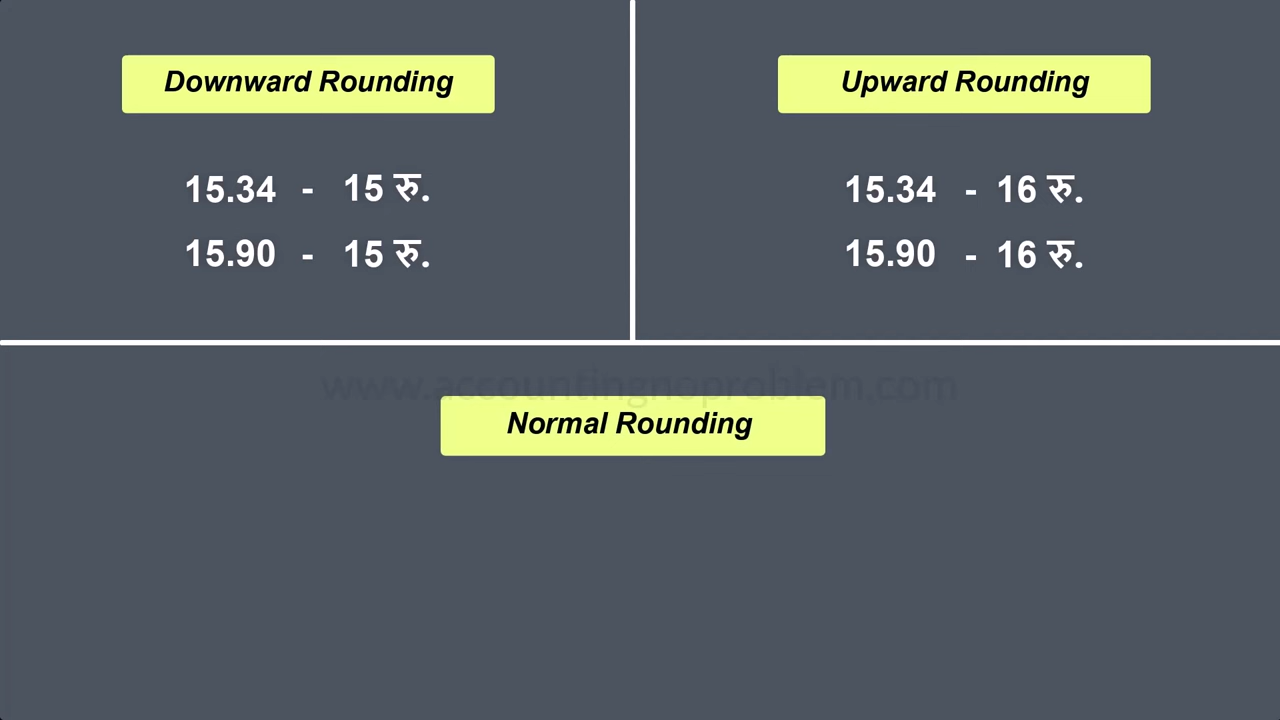 Downward Rounding
15.34 - 15 रु.
15.90 - 15 रु.
Upward Rounding
15.34 - 16 रु.
15.90 - 16 रु.
www.accountingnoproblem.com
Normal Rounding